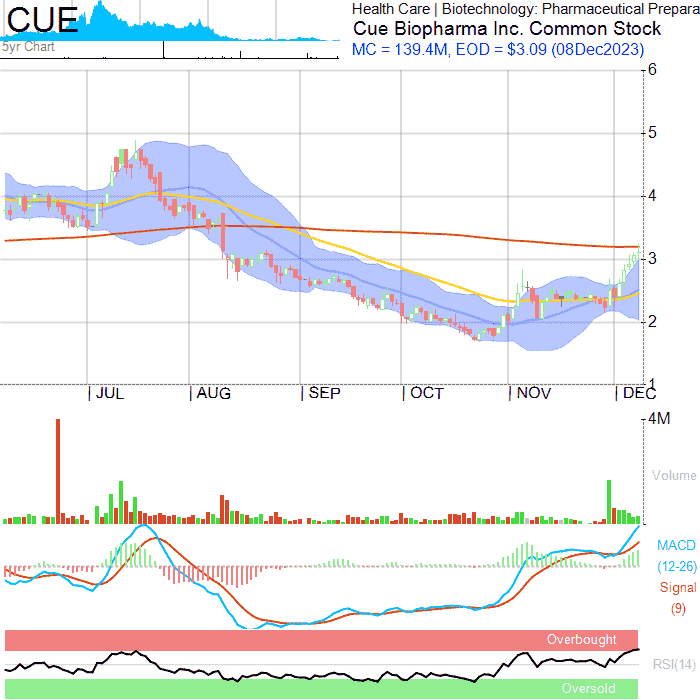 CUE
5yr Chart
Health Care | Biotechnology: Pharmaceutical Prepara
Cue Biopharma Inc. Common Stock
MC = 139.4M, EOD = $3.09 (08Dec2023)
6
5
4
3
2
1
JUL
AUG
SEP
OCT
NOV
DEC
4M
Volume
MACD
(12-26)
Signal
(9)
Overbought
RSI(14)
Oversold